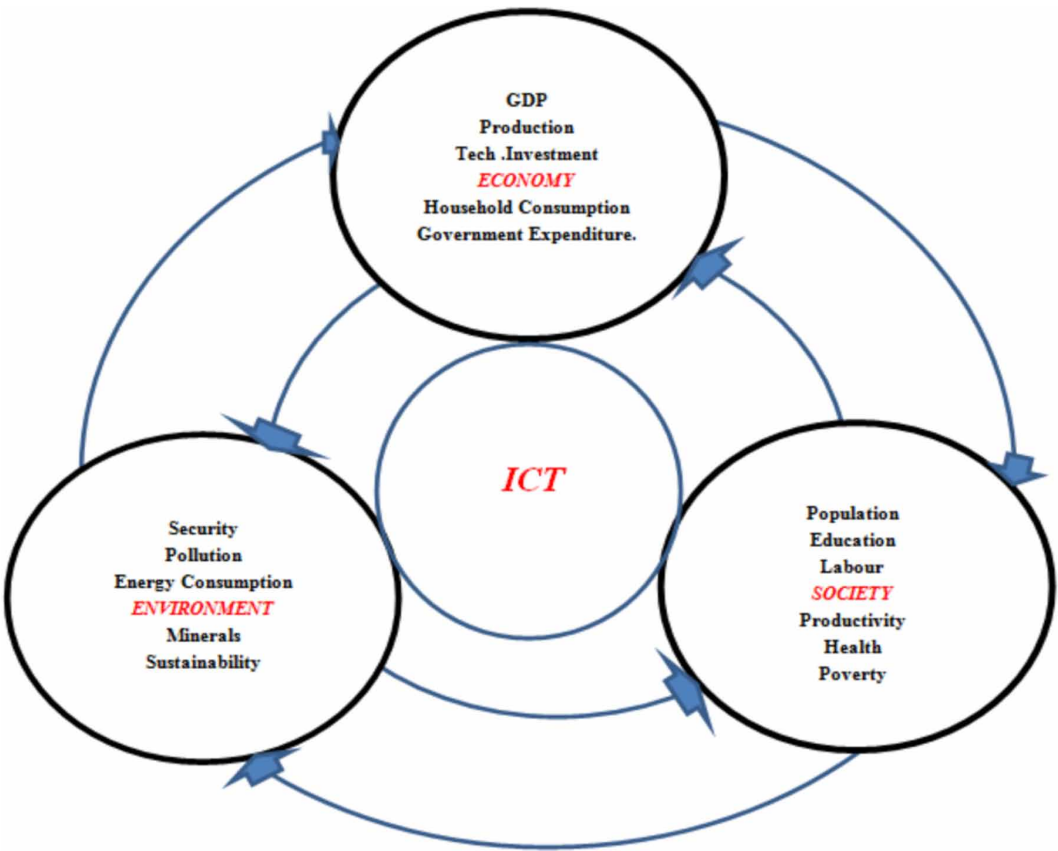 GDP
Production
Tech .Investment
ECONOMY
Household Consumption
Government Expenditure.
ICT
Security
Pollution
Energy Consumption
ENVIRONMENT
Minerals
Sustainability
Population
Education
Labour
SOCIETY
Productivity
Health
Poverty